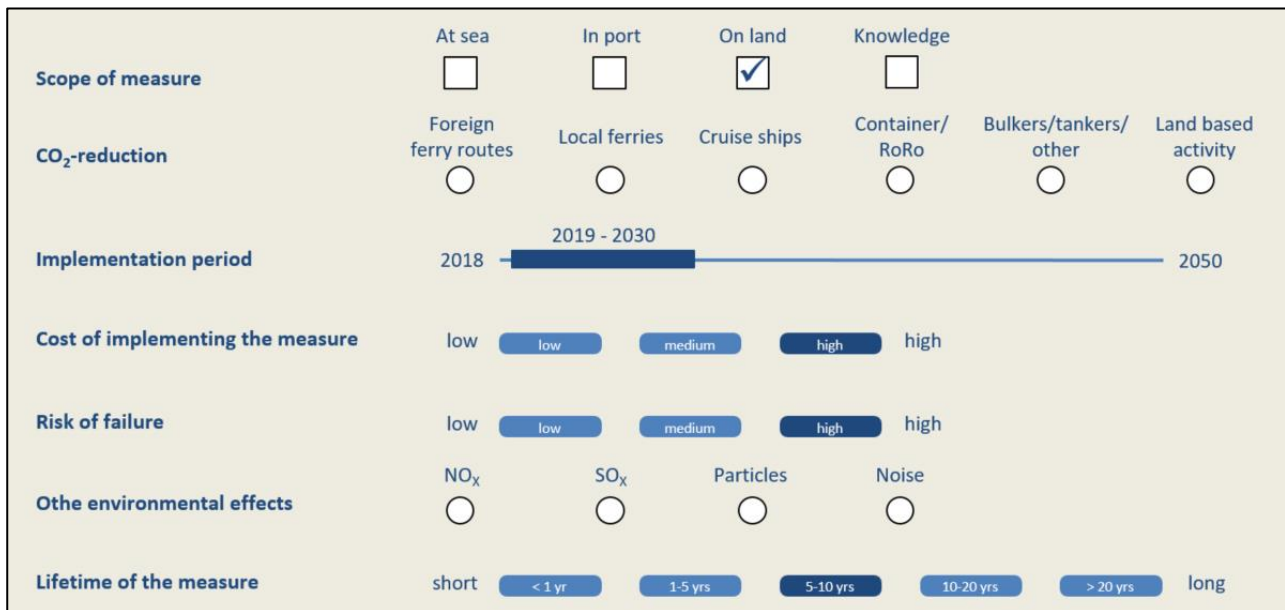 At sea In port On land Knowledge
Scope of measure
Foreign ferry routes Local ferries Cruise ships Container/ RoRo Bulkers/tankers/ other Land based activity
CO₂-reduction
2019 - 2030
Implementation period 2018 2050
Cost of implementing the measure low low medium high high
Risk of failure low low medium high high
NOₓ SOₓ Particles Noise
Othe environmental effects
Lifetime of the measure short < 1 yr 1-5 yrs 5-10 yrs 10-20 yrs > 20 yrs long